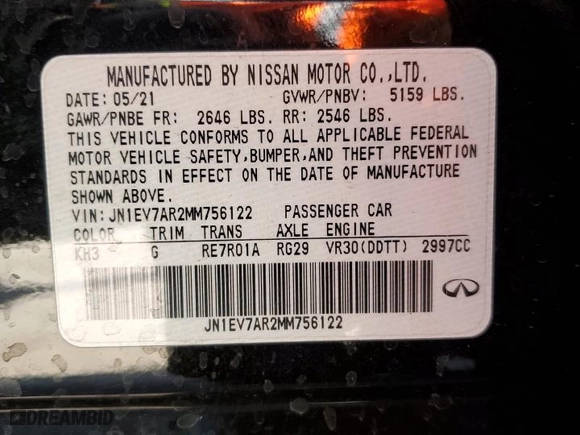 MANUFACTURED BY NISSAN MOTOR CO.,LTD.
DATE: 05/21 GVWR/PNBV: 5159 LBS.
GAWR/PNBE FR: 2646 LBS. RR: 2546 LBS.
THIS VEHICLE CONFORMS TO ALL APPLICABLE FEDERAL
MOTOR VEHICLE SAFETY,BUMPER,AND THEFT PREVENTION
STANDARDS IN EFFECT ON THE DATE OF MANUFACTURE
SHOWN ABOVE.
VIN: JN1EV7AR2MM756122 PASSENGER CAR
COLOR TRIM TRANS AXLE ENGINE
KH3 G RE7R01A RG29 VR30(DDTT) 2997CC
JN1EV7AR2MM756122
DREAMBID